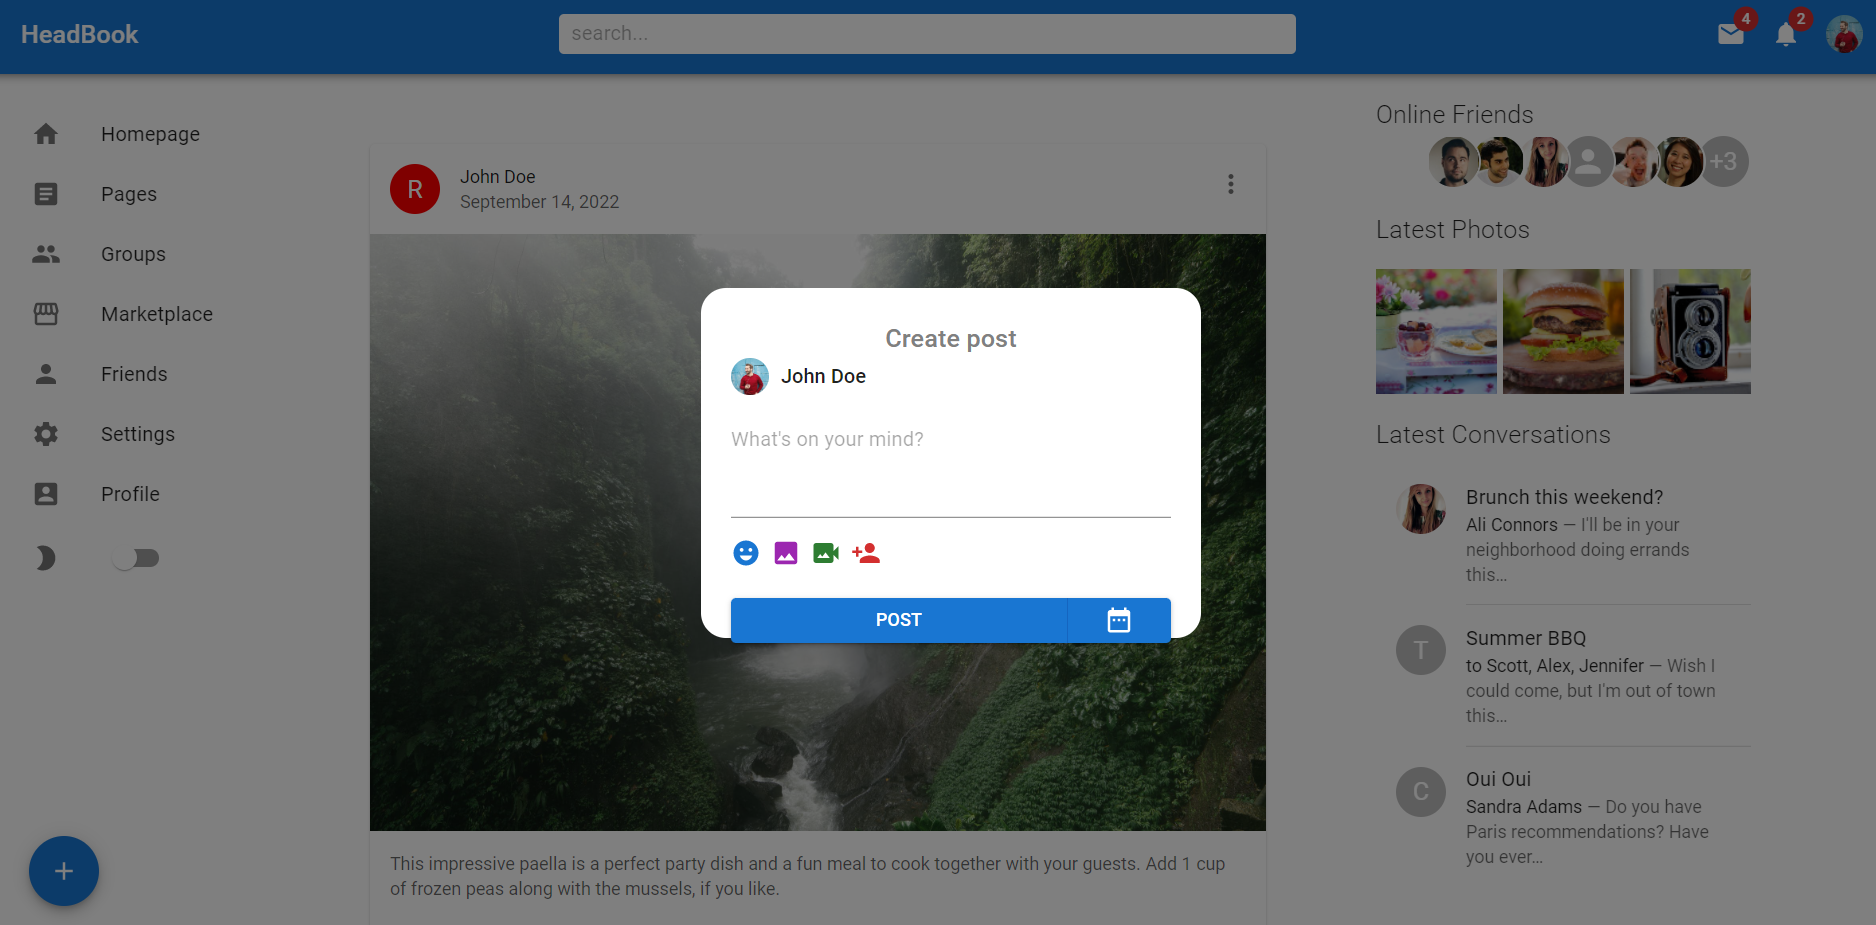 HeadBook
search...
4
2
Homepage
Pages
Groups
Marketplace
Friends
Settings
Profile
R
John Doe
September 14, 2022
Create post
John Doe
What's on your mind?
POST
This impressive paella is a perfect party dish and a fun meal to cook together with your guests. Add 1 cup
of frozen peas along with the mussels, if you like.
Online Friends
+3
Latest Photos
Latest Conversations
Brunch this weekend?
Ali Connors — I'll be in your
neighborhood doing errands
this...
T
Summer BBQ
to Scott, Alex, Jennifer — Wish I
could come, but I'm out of town
this...
C
Oui Oui
Sandra Adams — Do you have
Paris recommendations? Have
you ever...